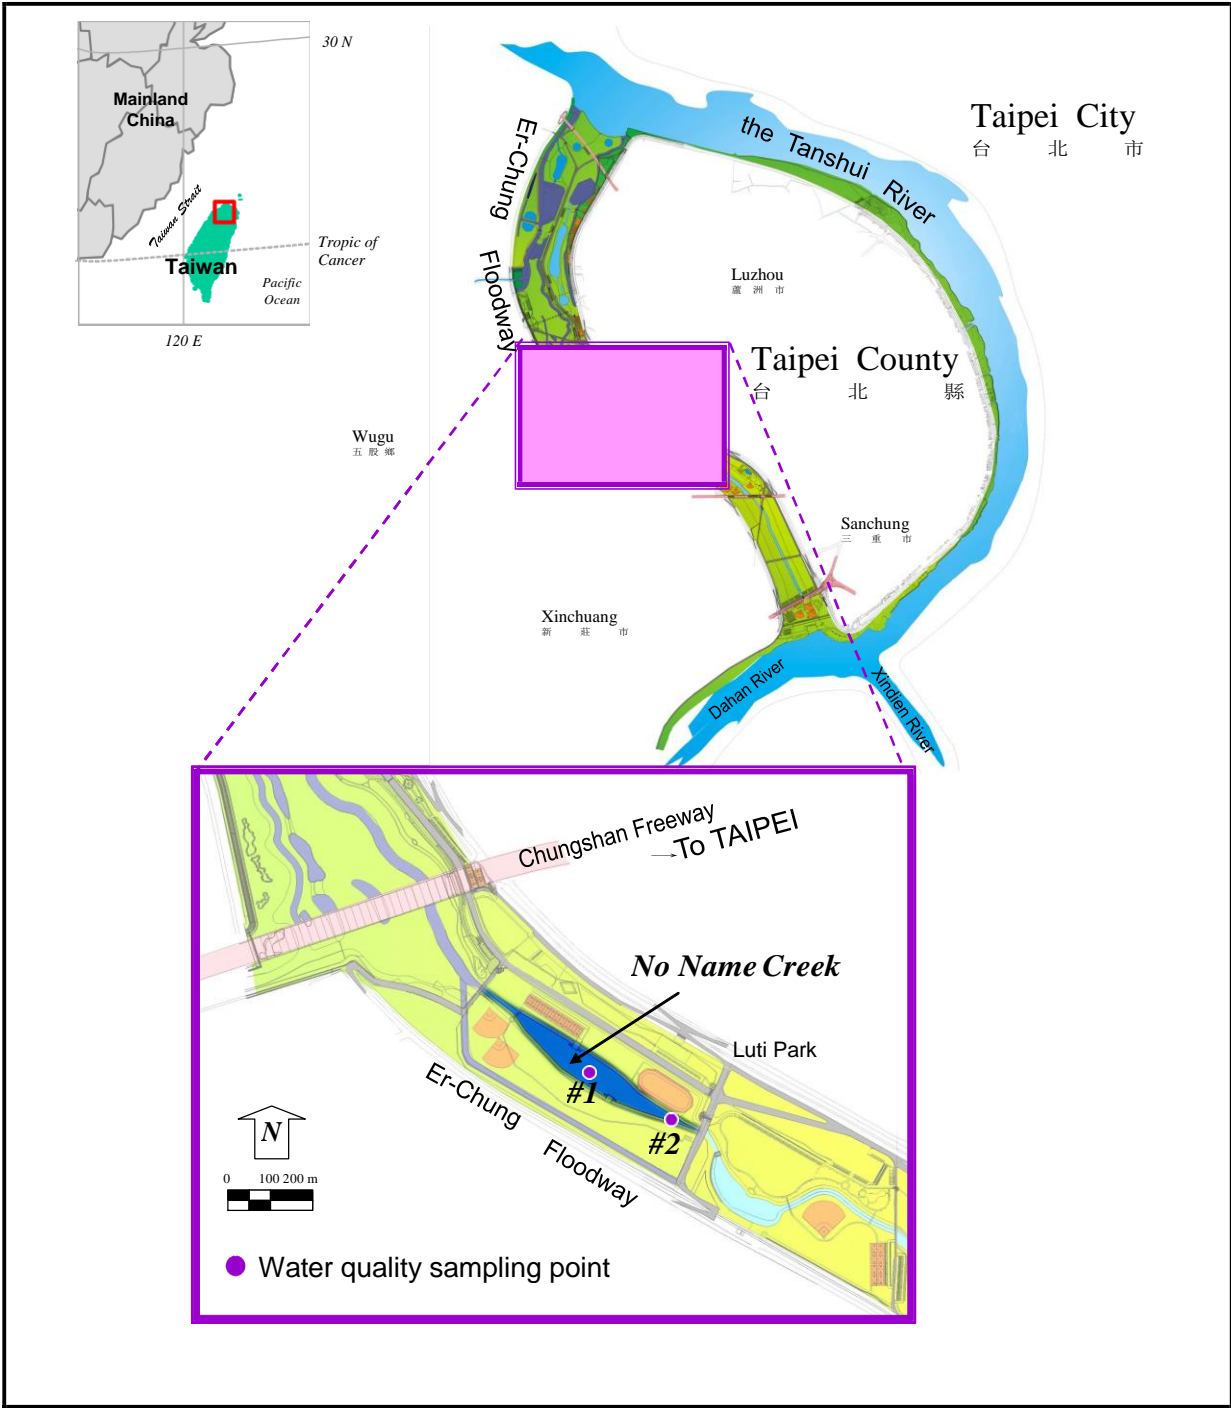 30 N
Mainland
China
Taiwan Strait
Taiwan
Tropic of
Cancer
Pacific
Ocean
120 E
Er-Chung
Floodway
the Tanshui River
Taipei City
台 北 市
Luzhou
蘆 洲 市
Taipei County
台 北 縣
Wugu
五 股 鄉
Sanchung
三 重 市
Xinchuang
新 莊 市
Dahan River
Xindien River
Chungshan Freeway
To TAIPEI
No Name Creek
Luti Park
#1
#2
Er-Chung Floodway
N
0 100 200 m
Water quality sampling point